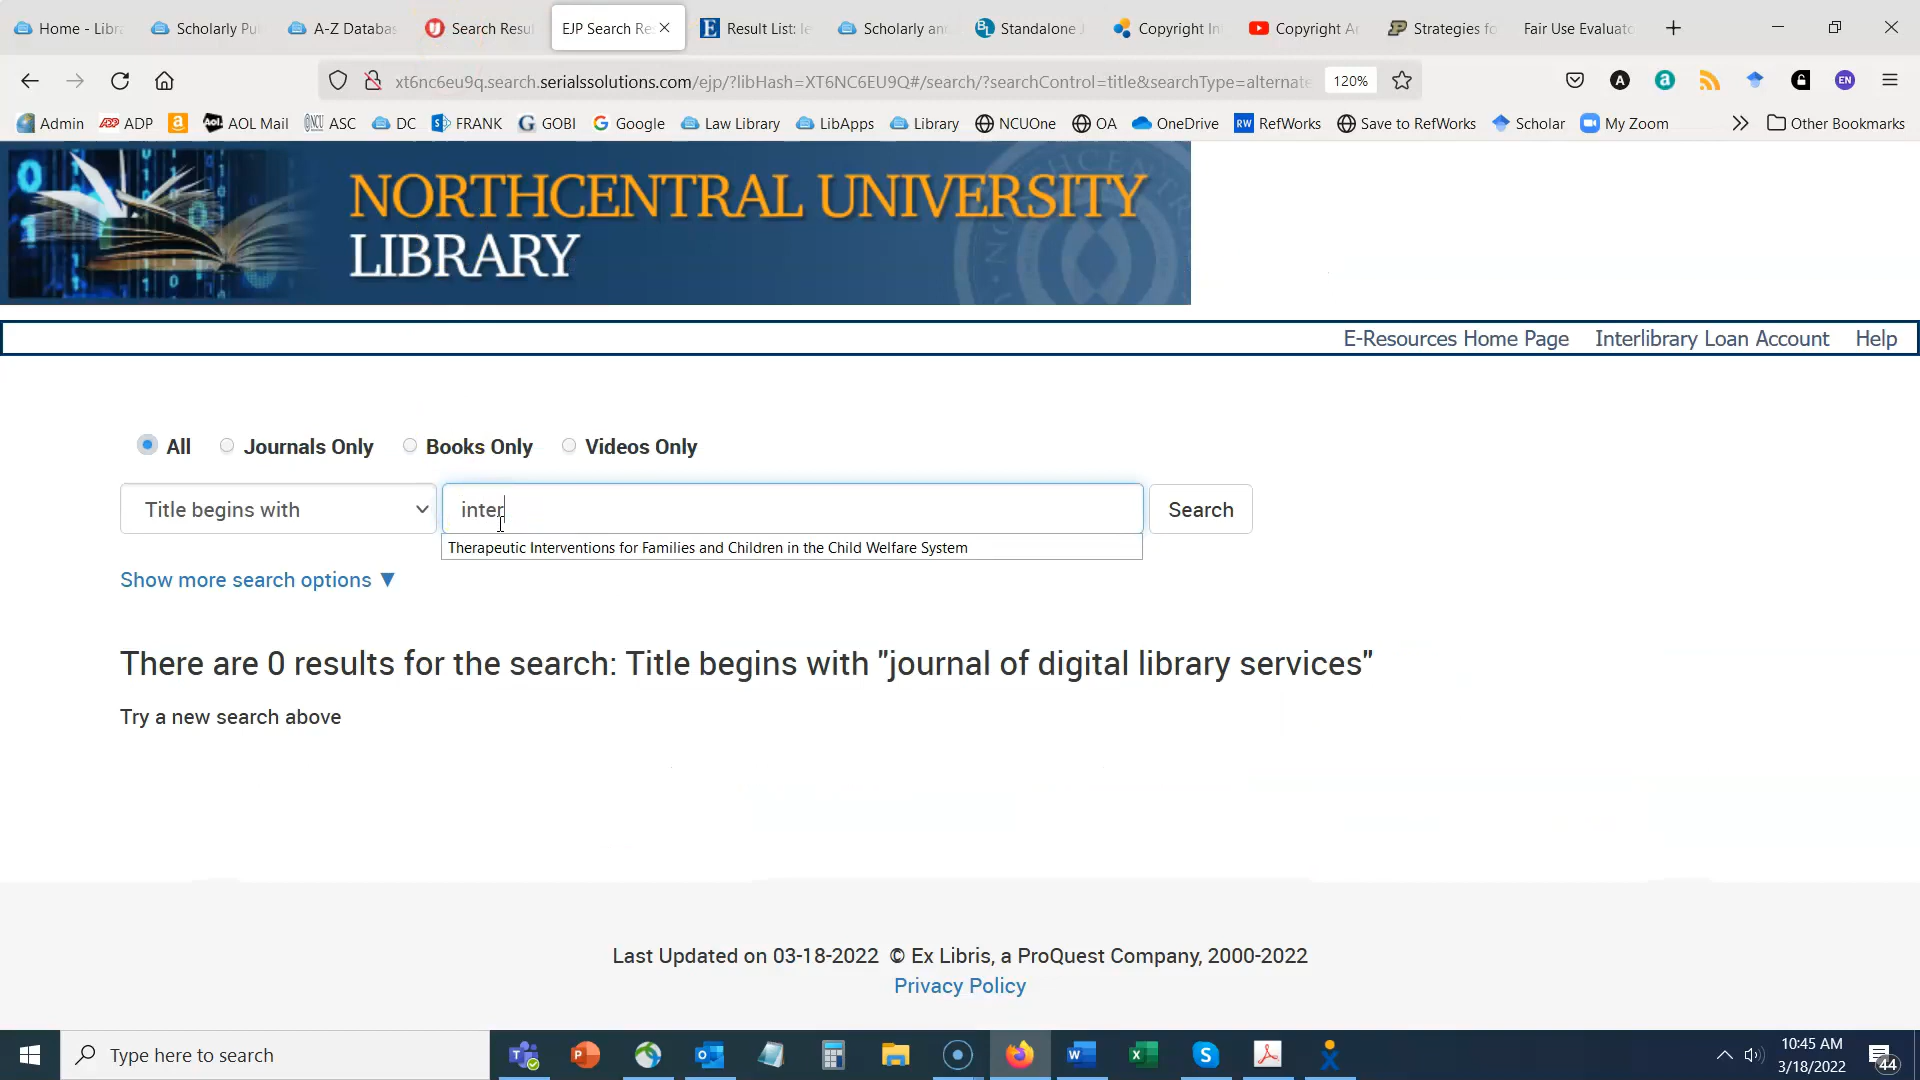 Home - Libra
Scholarly Pu
A-Z Databas
Search Resu
EJP Search Re
Result List: le
Scholarly an
Standalone J
Copyright In
Copyright A
Strategies fo
Fair Use Evaluato
xt6nc6eu9q.search.serialssolutions.com/ejp/?libHash=XT6NC6EU9Q#/search/?searchControl=title&searchType=alternate
120%
Admin
ADP
AOL Mail
ASC
DC
FRANK
GOBI
Google
Law Library
LibApps
Library
NCUOne
OA
OneDrive
RefWorks
Save to RefWorks
Scholar
My Zoom
Other Bookmarks
NORTHCENTRAL UNIVERSITY
LIBRARY
E-Resources Home Page Interlibrary Loan Account Help
All Journals Only Books Only Videos Only
Title begins with inter Search
Therapeutic Interventions for Families and Children in the Child Welfare System
Show more search options ▼
There are 0 results for the search: Title begins with "journal of digital library services"
Try a new search above
Last Updated on 03-18-2022 © Ex Libris, a ProQuest Company, 2000-2022
Privacy Policy
Type here to search
10:45 AM
3/18/2022
44